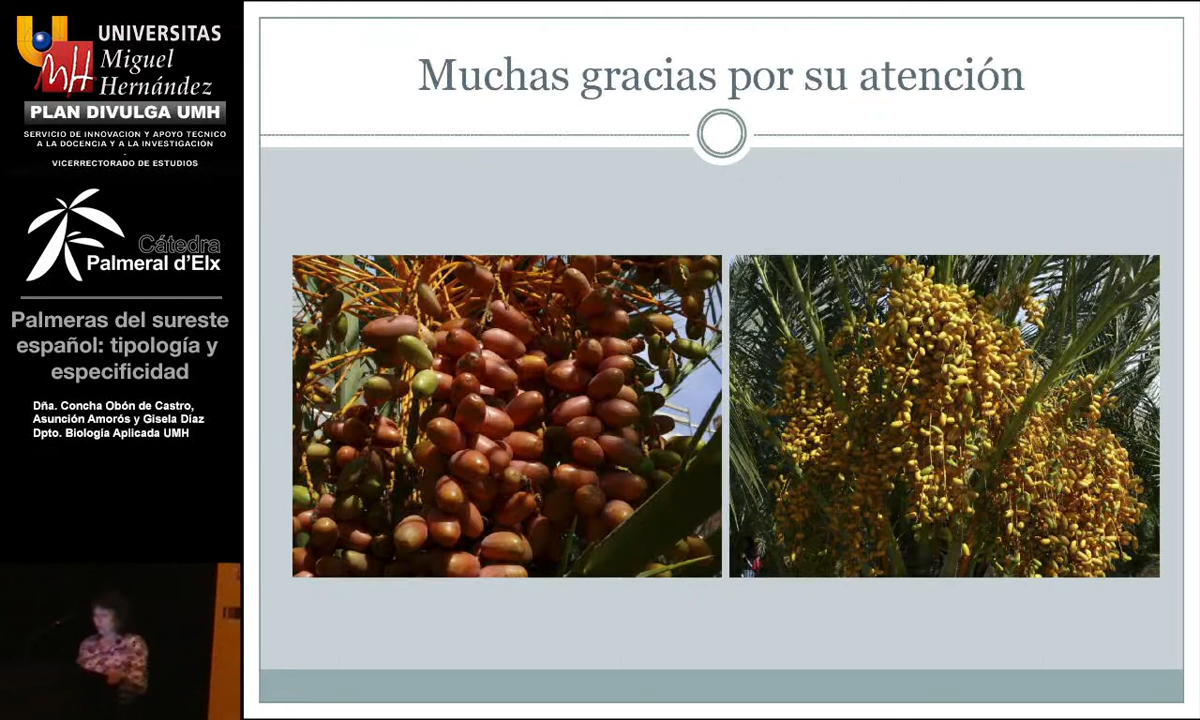 UNIVERSITAS
Miguel
Hernández
PLAN DIVULGA UMH
SERVICIO DE INNOVACION Y APOYO TECNICO
A LA DOCENCIA Y A LA INVESTIGACION
-
VICERRECTORADO DE ESTUDIOS
Cátedra
Palmeral d'Elx
Palmeras del sureste
español: tipología y
especificidad
Dña. Concha Obón de Castro,
Asunción Amorós y Gisela Díaz
Dpto. Biología Aplicada UMH
Muchas gracias por su atención